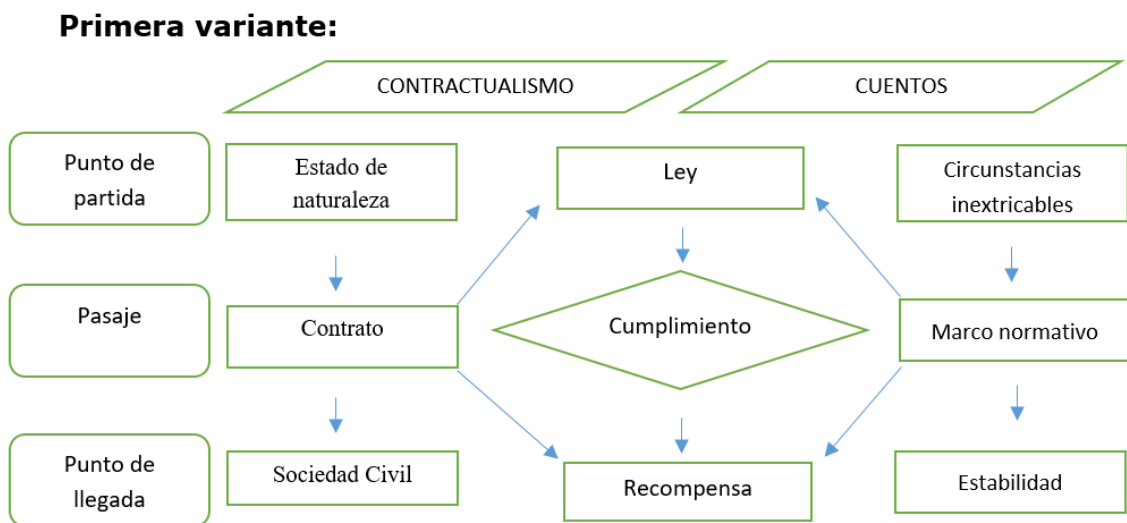 Primera variante:
CONTRACTUALISMO
CUENTOS
Punto de
partida
Estado de
naturaleza
Ley
Circunstancias
inextricables
Pasaje
Contrato
Cumplimiento
Marco normativo
Punto de
llegada
Sociedad Civil
Recompensa
Estabilidad